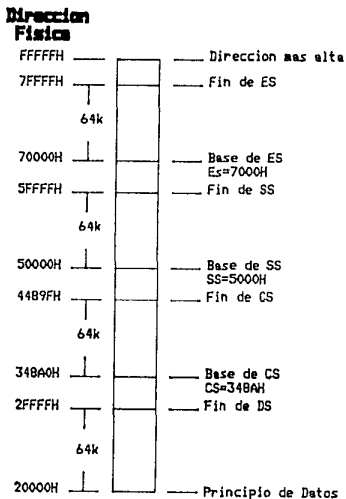 Direccion
Fisica
FFFFFH Direccion mas alta
7FFFFH Fin de ES
64k
70000H Base de ES
Es=7000H
5FFFFH Fin de SS
64k
50000H Base de SS
SS=5000H
4489FH Fin de CS
64k
348A0H Base de CS
CS=348AH
2FFFFH Fin de DS
64k
20000H Principio de Datos